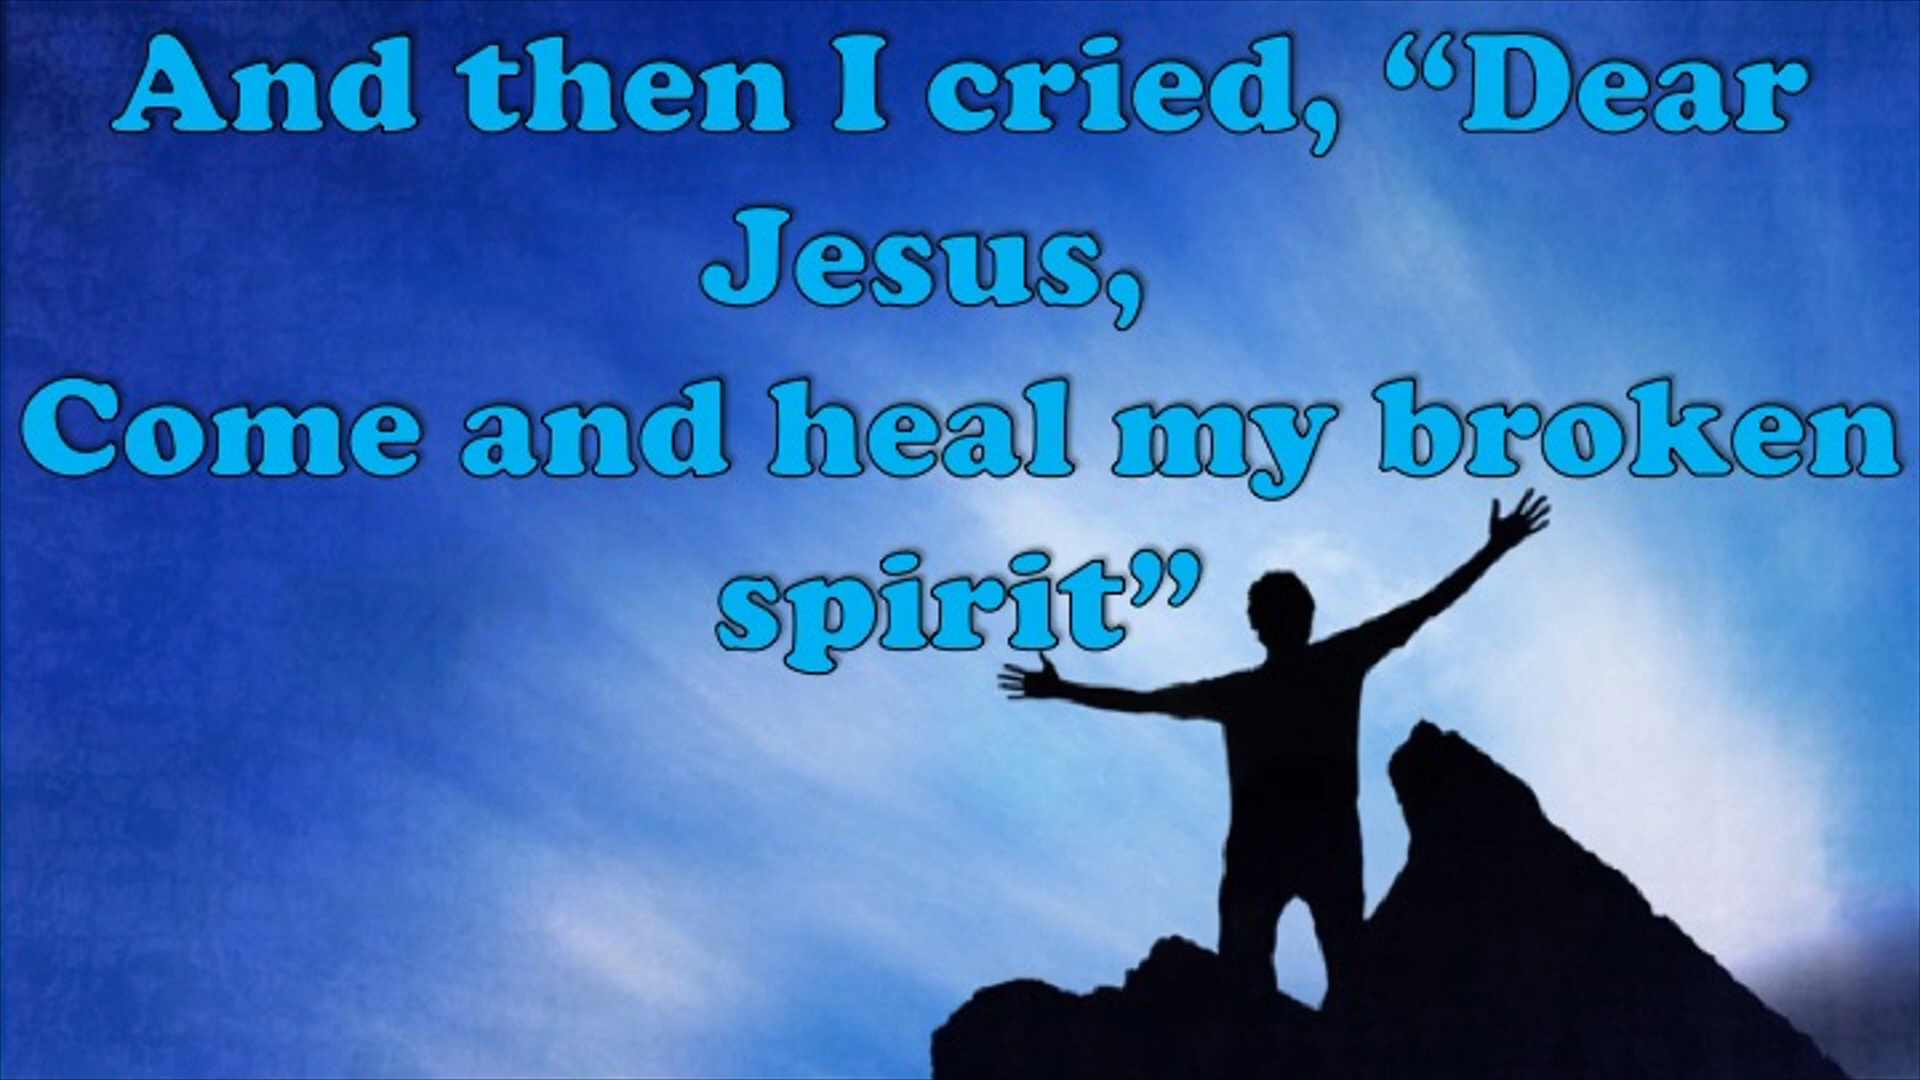 And then I cried, “Dear
Jesus,
Come and heal my broken
spirit”